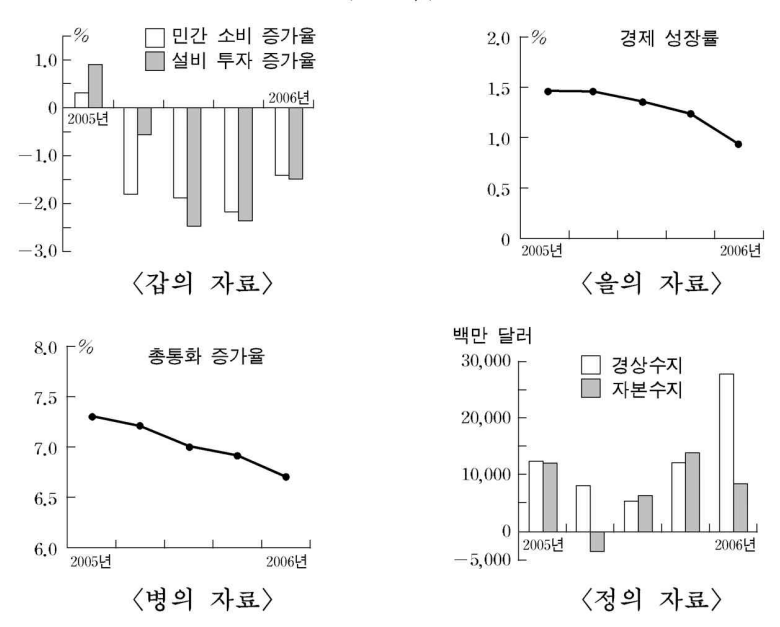 %
민간 소비 증가율
설비 투자 증가율
1.0
0
-1.0
-2.0
-3.0
2005년
2006년
〈갑의 자료〉
%
경제 성장률
2.0
1.5
1.0
0.5
0
2005년
2006년
〈을의 자료〉
%
총통화 증가율
8.0
7.5
7.0
6.5
6.0
2005년
2006년
〈병의 자료〉
백만 달러
경상수지
자본수지
30,000
20,000
10,000
0
-5,000
2005년
2006년
〈정의 자료〉